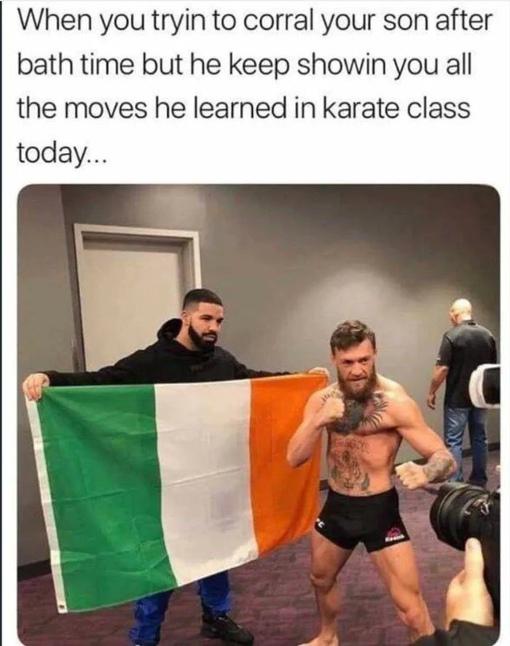 When you tryin to corral your son after
bath time but he keep showin you all
the moves he learned in karate class
today...